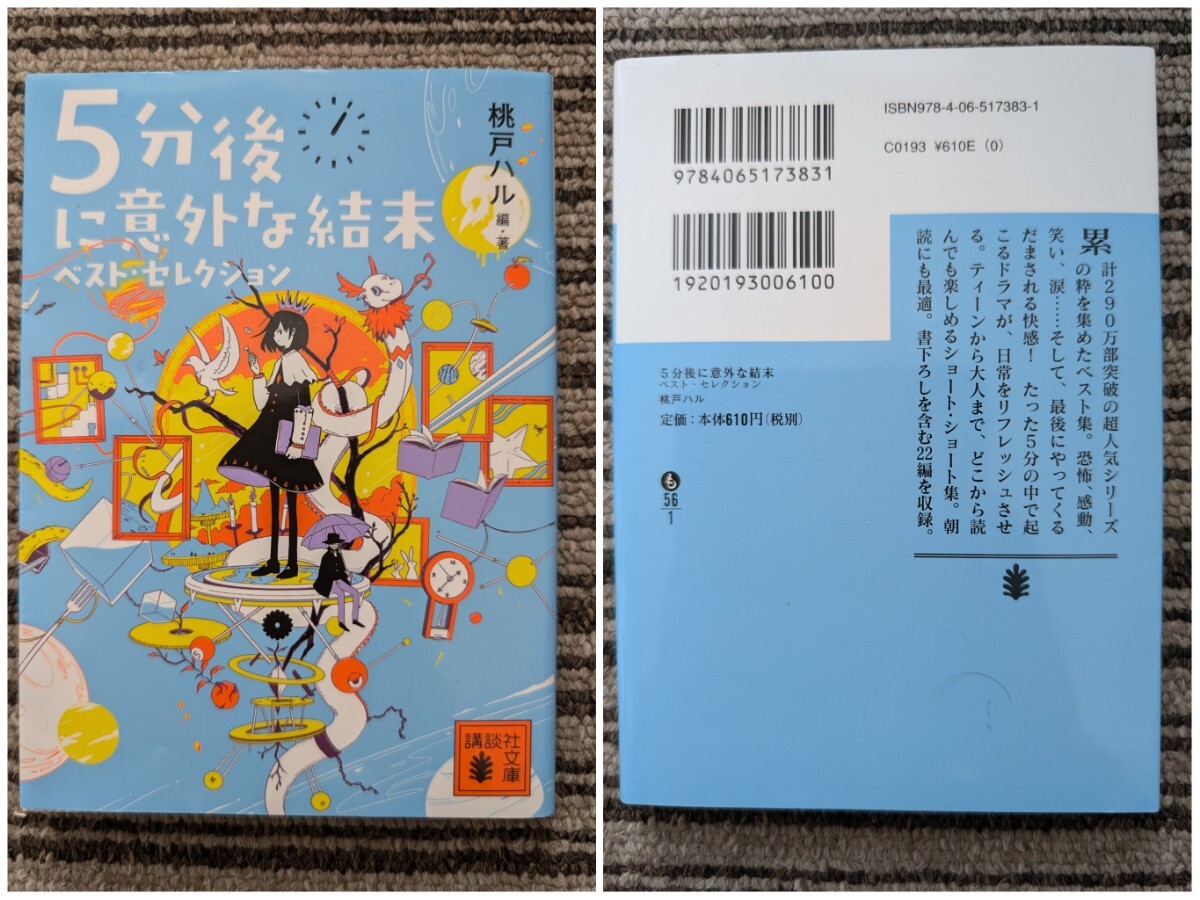 5分後
に意外な結末
ベスト・セレクション
桃戸ハル
編・著
講談社
文庫
ISBN978-4-06-517383-1
C0193 ¥610E (0)
9784065173831
1920193006100
5分後に意外な結末
ベスト・セレクション
桃戸ハル
定価:本体610円(税別)
も
56
1
累計290万部突破の超人気シリーズ
の粋を集めたベスト集。恐怖、感動、
笑い、涙……そして、最後にやってくる
だまされる快感! たった5分の中で起
こるドラマが、日常をリフレッシュさせ
る。ティーンから大人まで、どこから読
んでも楽しめるショート・ショート集。朝
読にも最適。書下ろしを含む22編を収録。